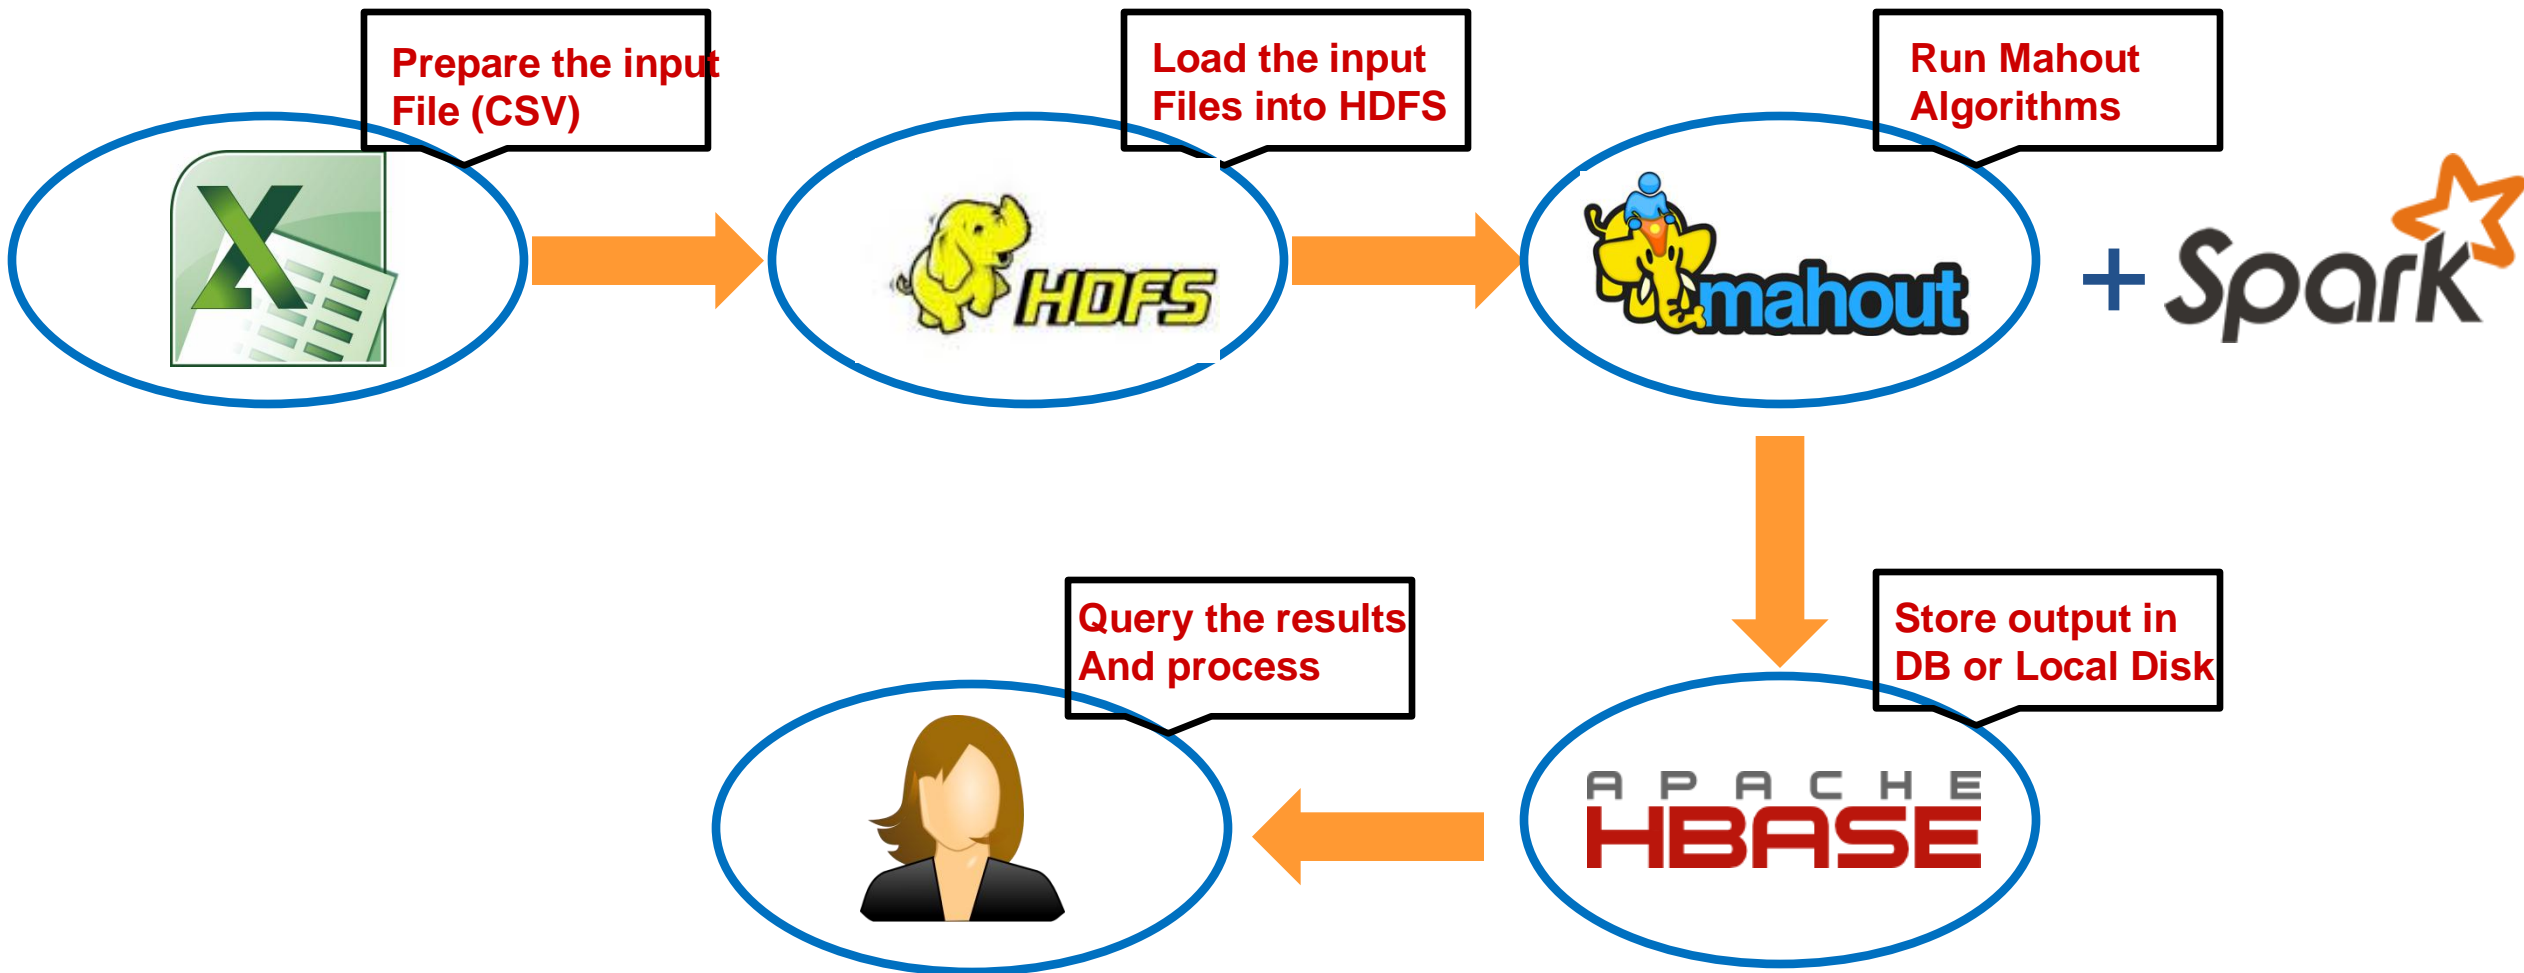 Prepare the input
File (CSV)
Load the input
Files into HDFS
Run Mahout
Algorithms
HDFS
mahout
+
Spark
Query the results
And process
Store output in
DB or Local Disk
APACHE
HBASE